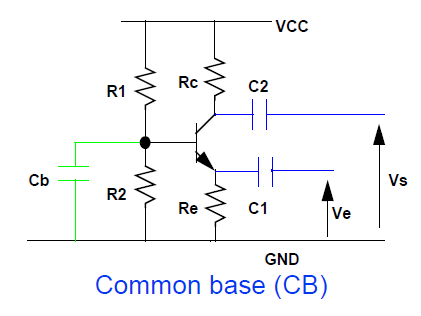 VCC
Rc
C2
R1
Cb
R2
Re
C1
Ve
Vs
GND
Common base (CB)